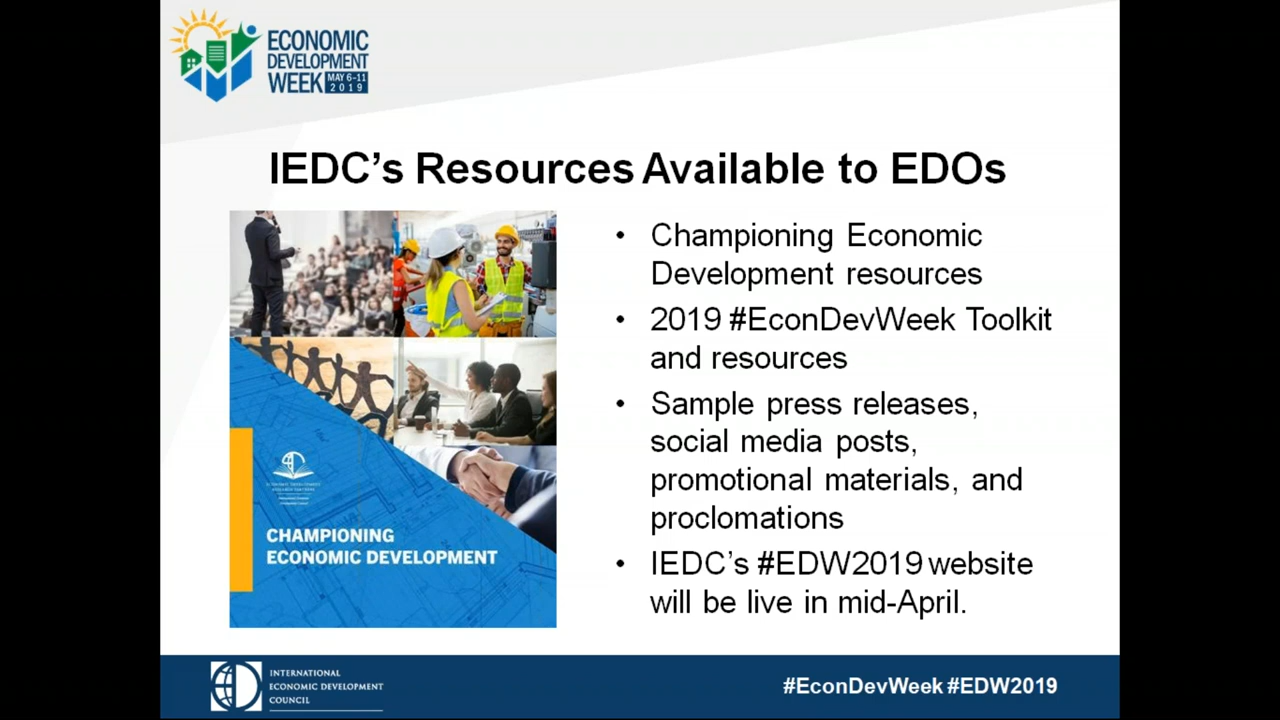 ECONOMIC
DEVELOPMENT
WEEK MAY 6-11
2019
IEDC's Resources Available to EDOs
• Championing Economic
Development resources
• 2019 #EconDevWeek Toolkit
and resources
• Sample press releases,
social media posts,
promotional materials, and
proclomations
• IEDC's #EDW2019 website
will be live in mid-April.
CHAMPIONING
ECONOMIC DEVELOPMENT
INTERNATIONAL
ECONOMIC DEVELOPMENT
COUNCIL
#EconDevWeek #EDW2019